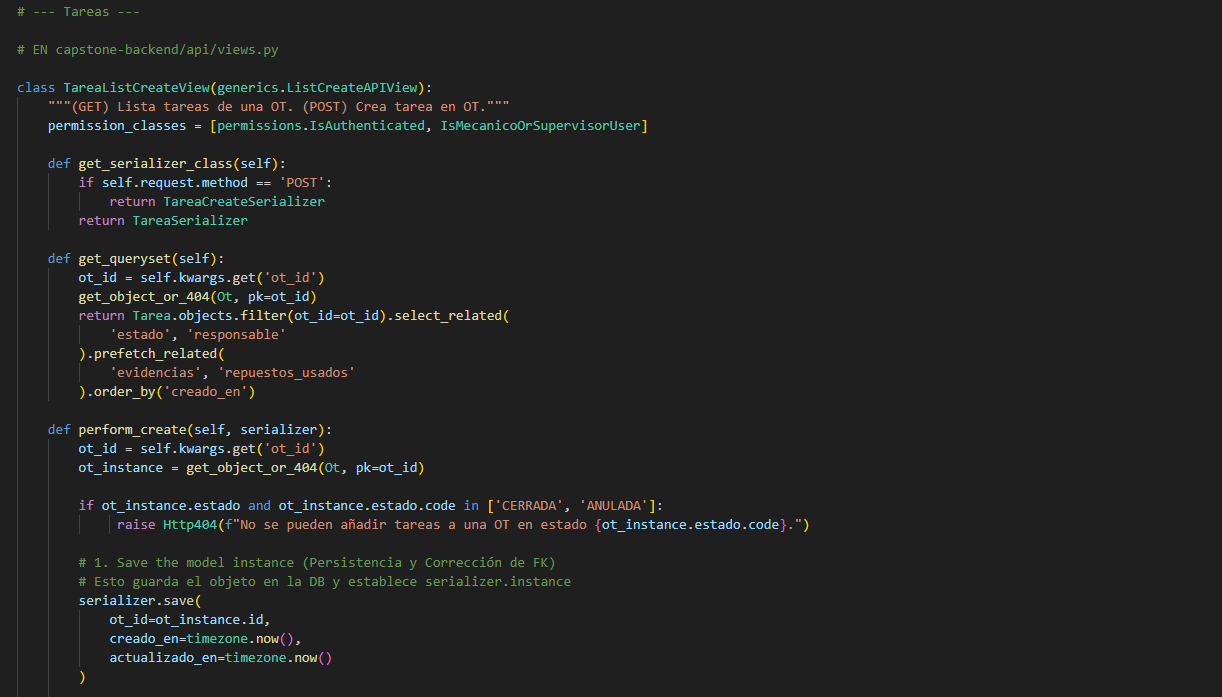 # --- Tareas ---
# EN capstone-backend/api/views.py
class TareaListCreateView(generics.ListCreateAPIView):
    """(GET) Lista tareas de una OT. (POST) Crea tarea en OT."""
    permission_classes = [permissions.IsAuthenticated, IsMecanicoOrSupervisorUser]
    def get_serializer_class(self):
        if self.request.method == 'POST':
            return TareaCreateSerializer
        return TareaSerializer
    def get_queryset(self):
        ot_id = self.kwargs.get('ot_id')
        get_object_or_404(Ot, pk=ot_id)
        return Tarea.objects.filter(ot_id=ot_id).select_related(
            'estado', 'responsable'
        ).prefetch_related(
            'evidencias', 'repuestos_usados'
        ).order_by('creado_en')
    def perform_create(self, serializer):
        ot_id = self.kwargs.get('ot_id')
        ot_instance = get_object_or_404(Ot, pk=ot_id)
        if ot_instance.estado and ot_instance.estado.code in ['CERRADA', 'ANULADA']:
             raise Http404(f"No se pueden añadir tareas a una OT en estado {ot_instance.estado.code}.")
        # 1. Save the model instance (Persistencia y Corrección de FK)
        # Esto guarda el objeto en la DB y establece serializer.instance
        serializer.save(
            ot_id=ot_instance.id,
            creado_en=timezone.now(),
            actualizado_en=timezone.now()
        )